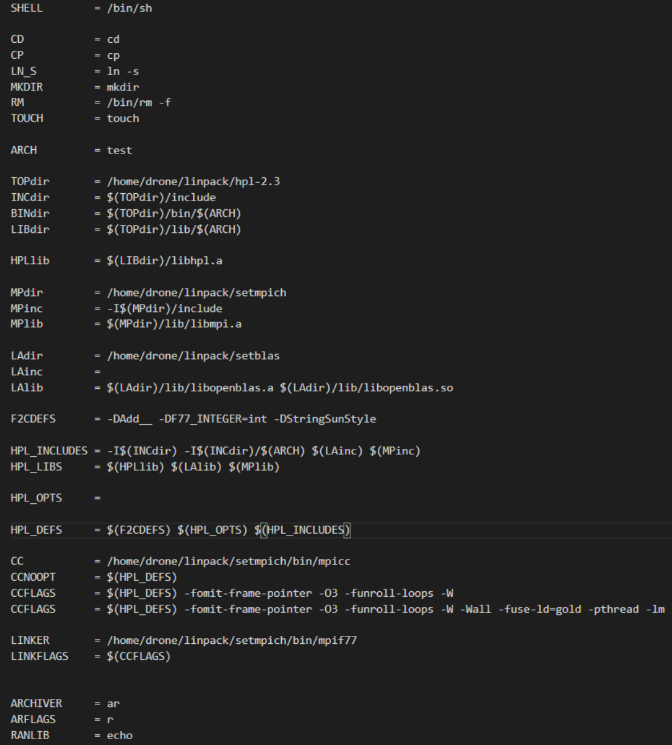 SHELL = /bin/sh
CD = cd
CP = cp
LN_S = ln -s
MKDIR = mkdir
RM = /bin/rm -f
TOUCH = touch
ARCH = test
TOPdir = /home/drone/linpack/hpl-2.3
INCdir = $(TOPdir)/include
BINdir = $(TOPdir)/bin/$(ARCH)
LIBdir = $(TOPdir)/lib/$(ARCH)
HPLlib = $(LIBdir)/libhpl.a
MPdir = /home/drone/linpack/setmpich
MPinc = -I$(MPdir)/include
MPlib = $(MPdir)/lib/libmpi.a
LAdir = /home/drone/linpack/setblas
LAinc =
LAlib = $(LAdir)/lib/libopenblas.a $(LAdir)/lib/libopenblas.so
F2CDEFS = -DAdd__ -DF77_INTEGER=int -DStringSunStyle
HPL_INCLUDES = -I$(INCdir) -I$(INCdir)/$(ARCH) $(LAinc) $(MPinc)
HPL_LIBS = $(HPLlib) $(LAlib) $(MPlib)
HPL_OPTS =
HPL_DEFS = $(F2CDEFS) $(HPL_OPTS) $(HPL_INCLUDES)
CC = /home/drone/linpack/setmpich/bin/mpicc
CCNOOPT = $(HPL_DEFS)
CCFLAGS = $(HPL_DEFS) -fomit-frame-pointer -O3 -funroll-loops -W
CCFLAGS = $(HPL_DEFS) -fomit-frame-pointer -O3 -funroll-loops -W -Wall -fuse-ld=gold -pthread -lm
LINKER = /home/drone/linpack/setmpich/bin/mpif77
LINKFLAGS = $(CCFLAGS)
ARCHIVER = ar
ARFLAGS = r
RANLIB = echo